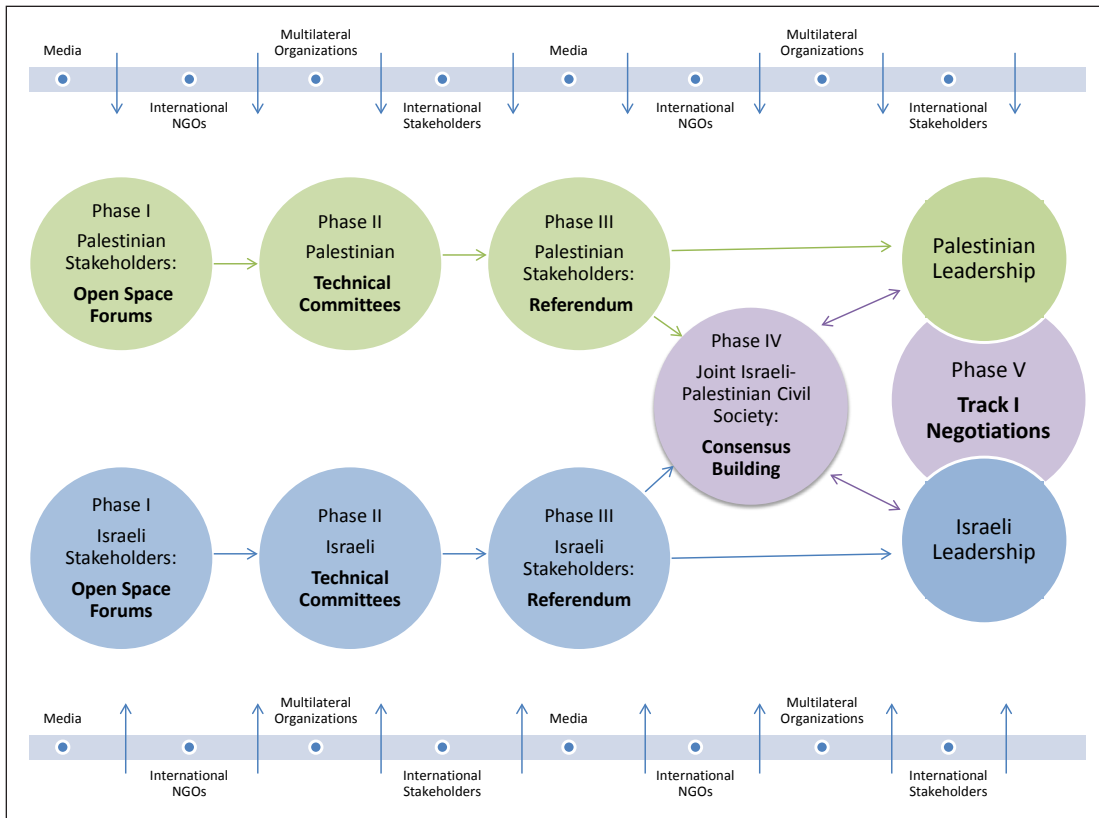 Media
Multilateral
Organizations
Media
Multilateral
Organizations
International
NGOs
International
Stakeholders
International
NGOs
International
Stakeholders
Phase I
Palestinian
Stakeholders:
Open Space
Forums
Phase II
Palestinian
Technical
Committees
Phase III
Palestinian
Stakeholders:
Referendum
Palestinian
Leadership
Phase IV
Joint Israeli-
Palestinian Civil
Society:
Consensus
Building
Phase V
Track I
Negotiations
Phase I
Israeli
Stakeholders:
Open Space
Forums
Phase II
Israeli
Technical
Committees
Phase III
Israeli
Stakeholders:
Referendum
Israeli
Leadership
Media
Multilateral
Organizations
Media
Multilateral
Organizations
International
NGOs
International
Stakeholders
International
NGOs
International
Stakeholders